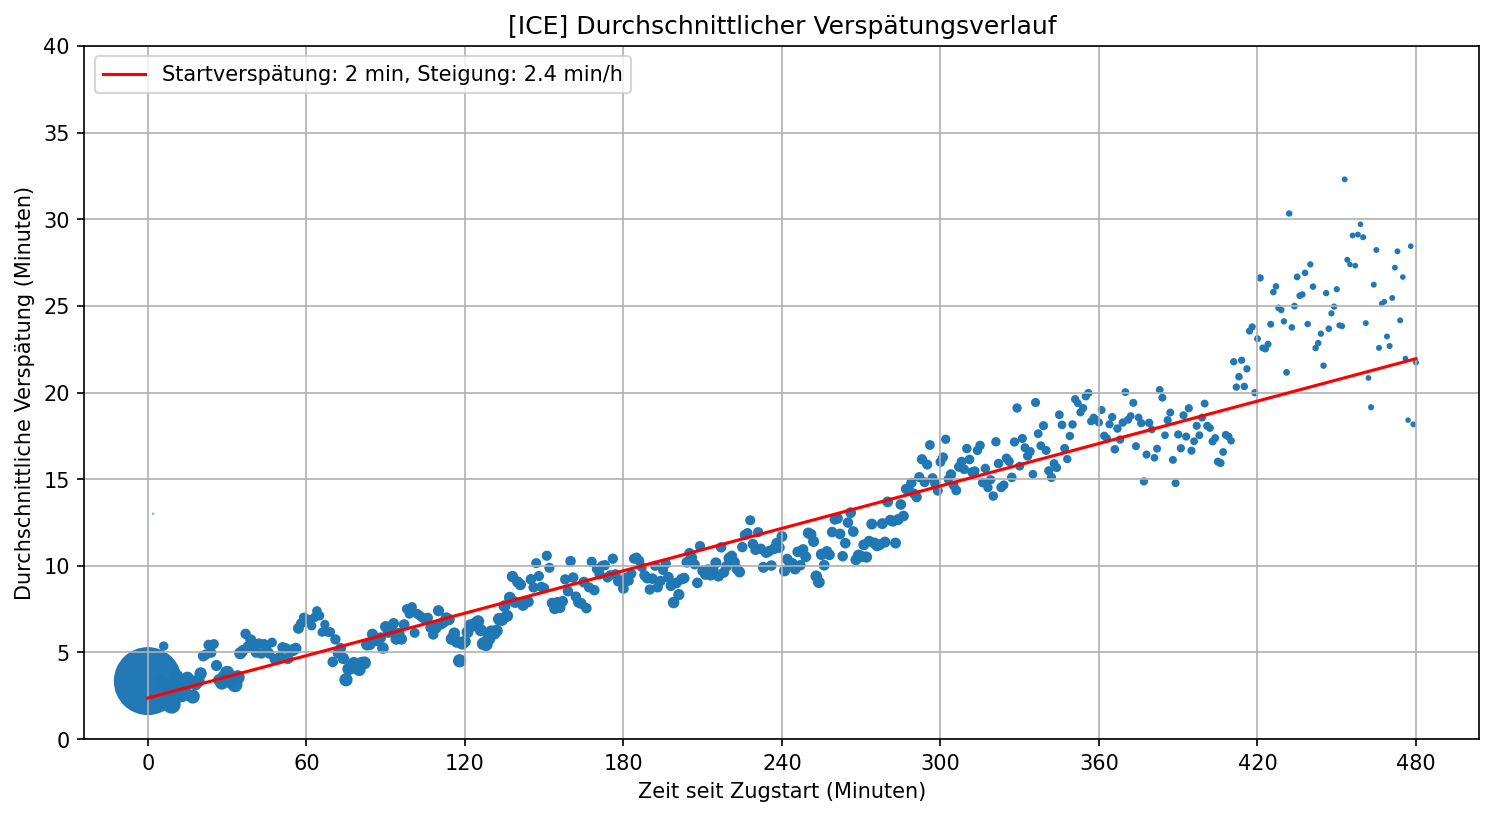 [ICE] Durchschnittlicher Verspätungsverlauf
Startverspätung: 2 min, Steigung: 2.4 min/h
Durchschnittliche Verspätung (Minuten)
40
35
30
25
20
15
10
5
0
0 60 120 180 240 300 360 420 480
Zeit seit Zugstart (Minuten)